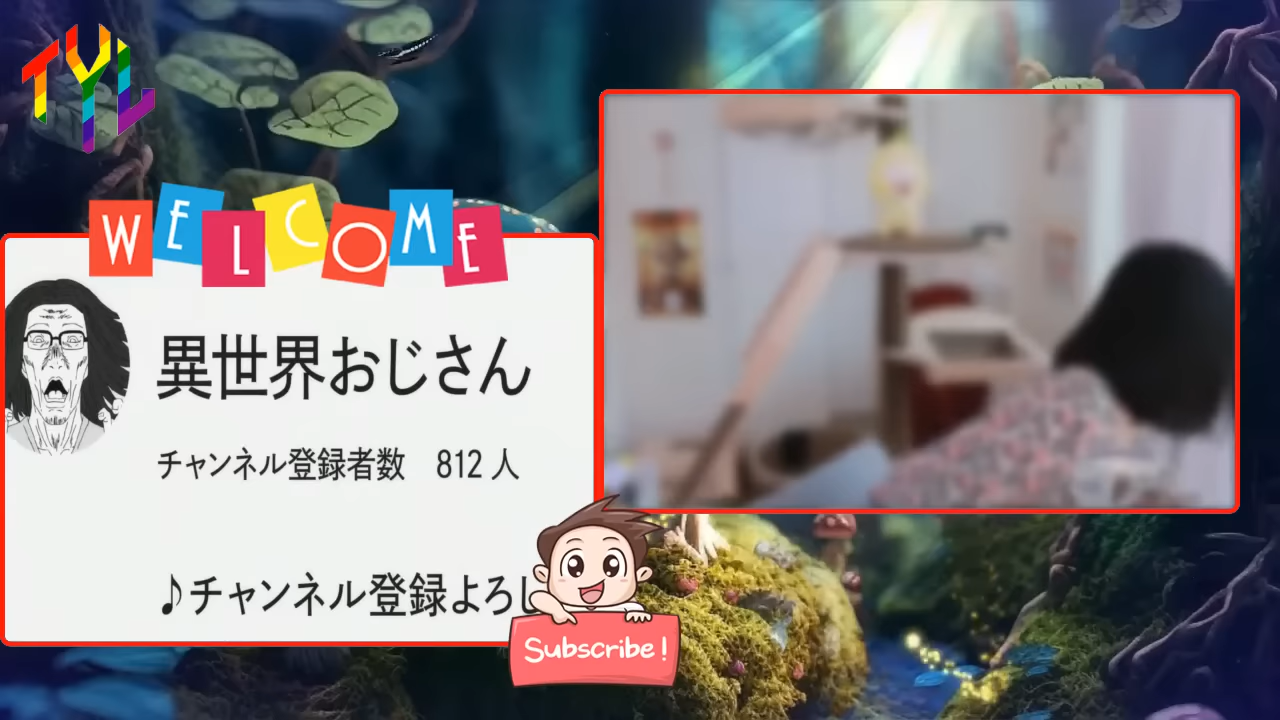 TYL
WELCOME
異世界おじさん
チャンネル登録者数 812 人
♪チャンネル登録よろし
Subscribe!